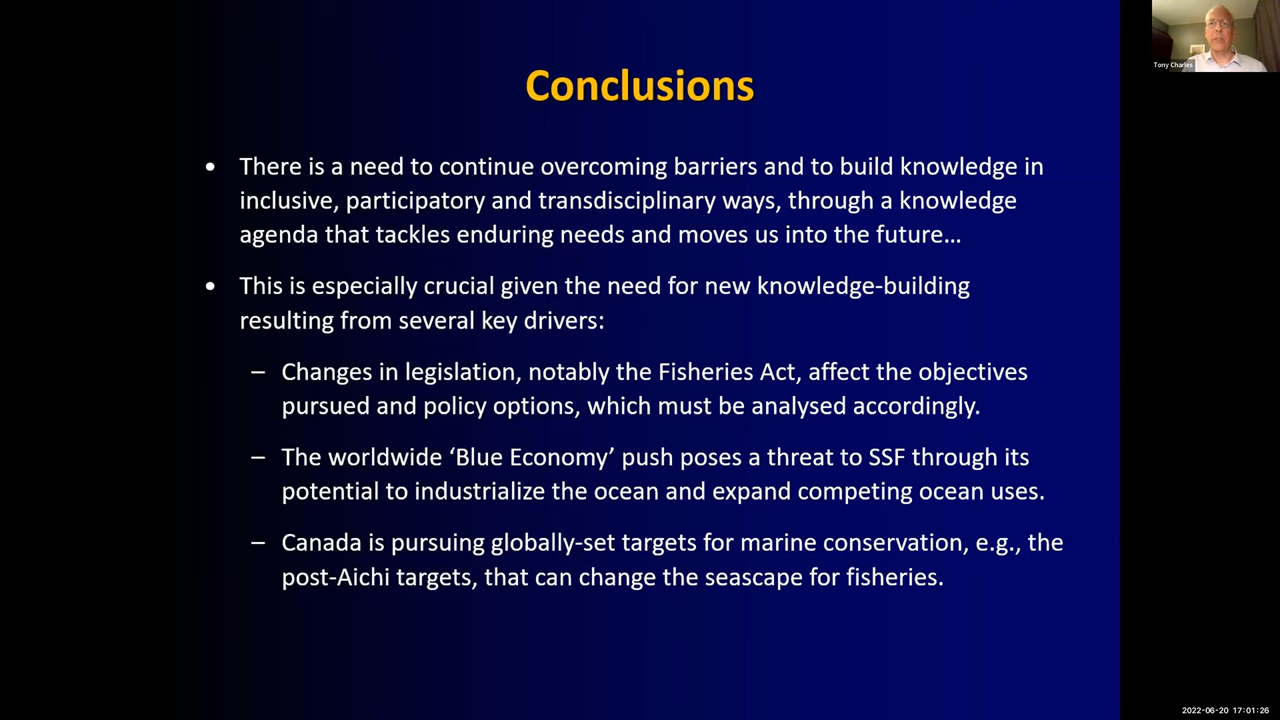 Tony Charles
Conclusions
• There is a need to continue overcoming barriers and to build knowledge in
inclusive, participatory and transdisciplinary ways, through a knowledge
agenda that tackles enduring needs and moves us into the future…
• This is especially crucial given the need for new knowledge-building
resulting from several key drivers:
– Changes in legislation, notably the Fisheries Act, affect the objectives
pursued and policy options, which must be analysed accordingly.
– The worldwide ‘Blue Economy’ push poses a threat to SSF through its
potential to industrialize the ocean and expand competing ocean uses.
– Canada is pursuing globally-set targets for marine conservation, e.g., the
post-Aichi targets, that can change the seascape for fisheries.
2022-06-20 17:01:26